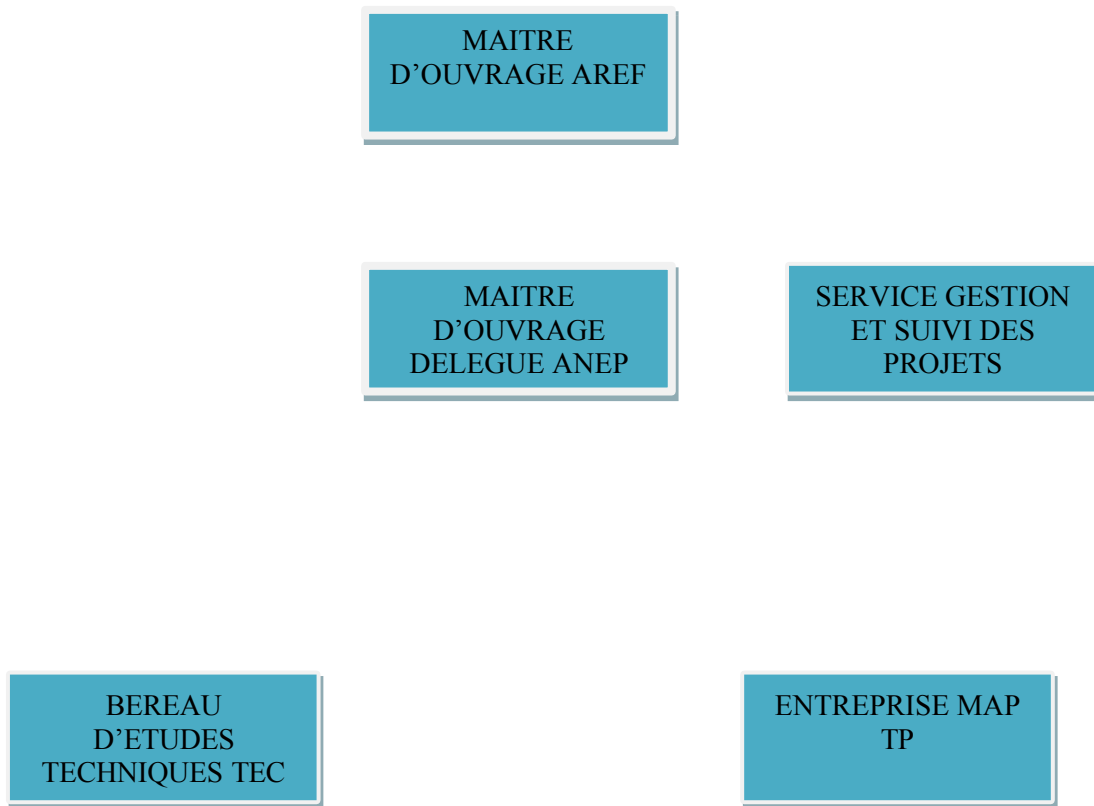 MAITRE
D’OUVRAGE AREF
MAITRE
D’OUVRAGE
DELEGUE ANEP
SERVICE GESTION
ET SUIVI DES
PROJETS
BEREAU
D’ETUDES
TECHNIQUES TEC
ENTREPRISE MAP
TP